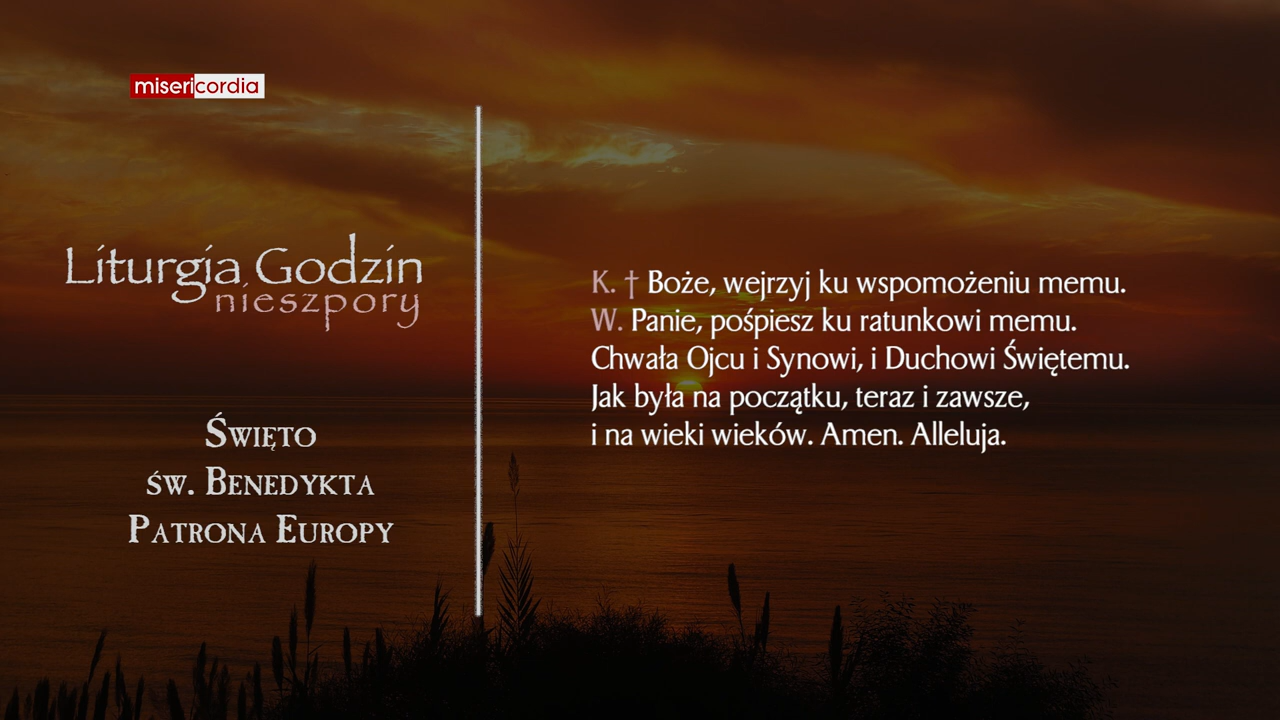 misericordia
Liturgia Godzin
nieszpory
Święto
św. Benedykta
Patrona Europy
K. † Boże, wejrzyj ku wspomożeniu memu.
W. Panie, pośpiesz ku ratunkowi memu.
Chwała Ojcu i Synowi, i Duchowi Świętemu.
Jak była na początku, teraz i zawsze,
i na wieki wieków. Amen. Alleluja.